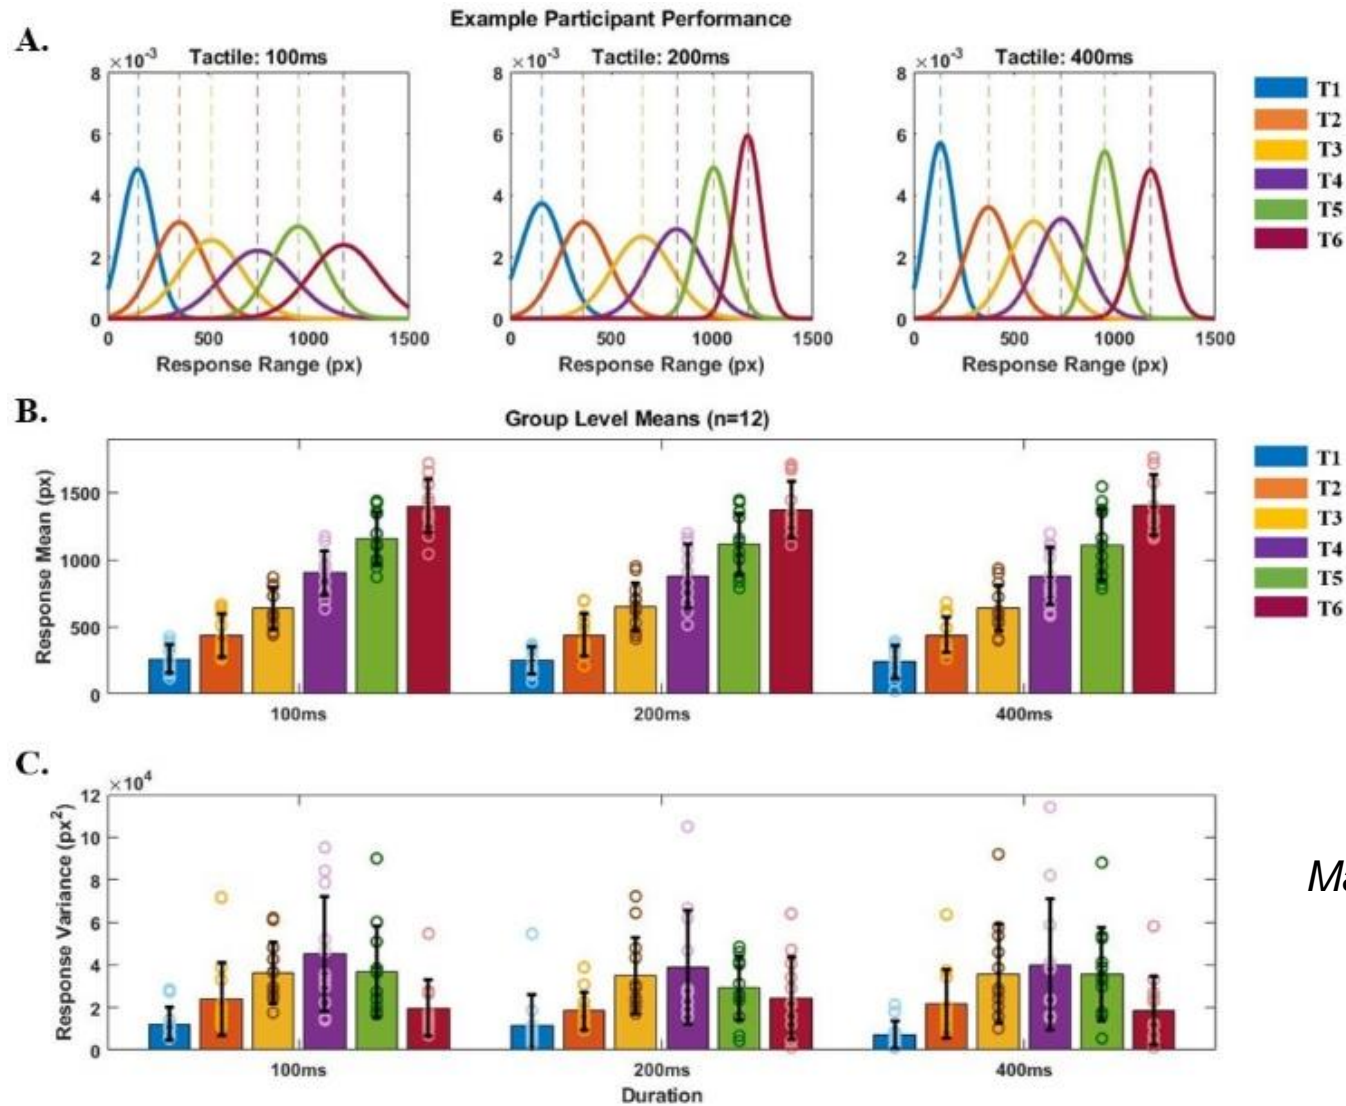 Example Participant Performance
A.
Tactile: 100ms
Tactile: 200ms
Tactile: 400ms
×10-3
×10-3
×10-3
8
6
4
2
0
0 500 1000 1500
Response Range (px)
8
6
4
2
0
0 500 1000 1500
Response Range (px)
8
6
4
2
0
0 500 1000 1500
Response Range (px)
T1
T2
T3
T4
T5
T6
B.
Group Level Means (n=12)
Response Mean (px)
1500
1000
500
0
100ms 200ms 400ms
T1
T2
T3
T4
T5
T6
C.
×10⁴
Response Variance (px²)
12
10
8
6
4
2
0
100ms 200ms 400ms
Duration